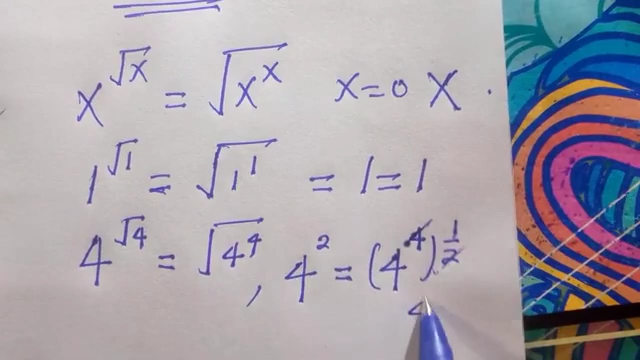 x^√x = √(x^x) x=0 X .
1^√1 = √(1^1) = 1=1
4^√4 = √(4^4) , 4^2 = (4^4)^1/2